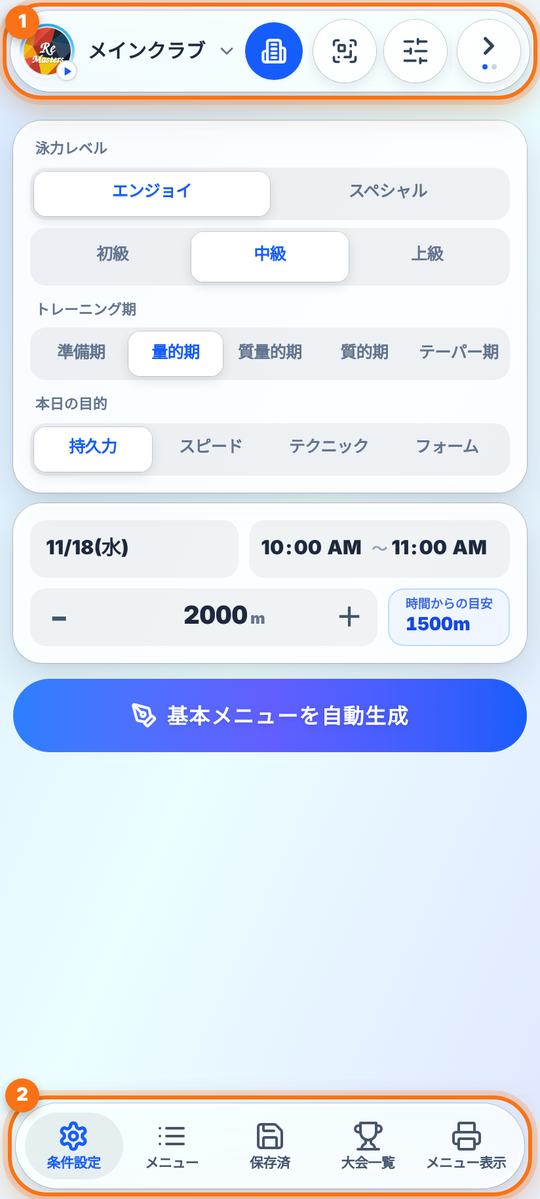 1
Re
Masters
メインクラブ
泳力レベル
エンジョイ スペシャル
初級 中級 上級
トレーニング期
準備期 量的期 質量的期 質的期 テーパー期
本日の目的
持久力 スピード テクニック フォーム
11/18(水) 10:00 AM ～ 11:00 AM
− 2000m + 時間からの目安
1500m
基本メニューを自動生成
2
条件設定 メニュー 保存済 大会一覧 メニュー表示